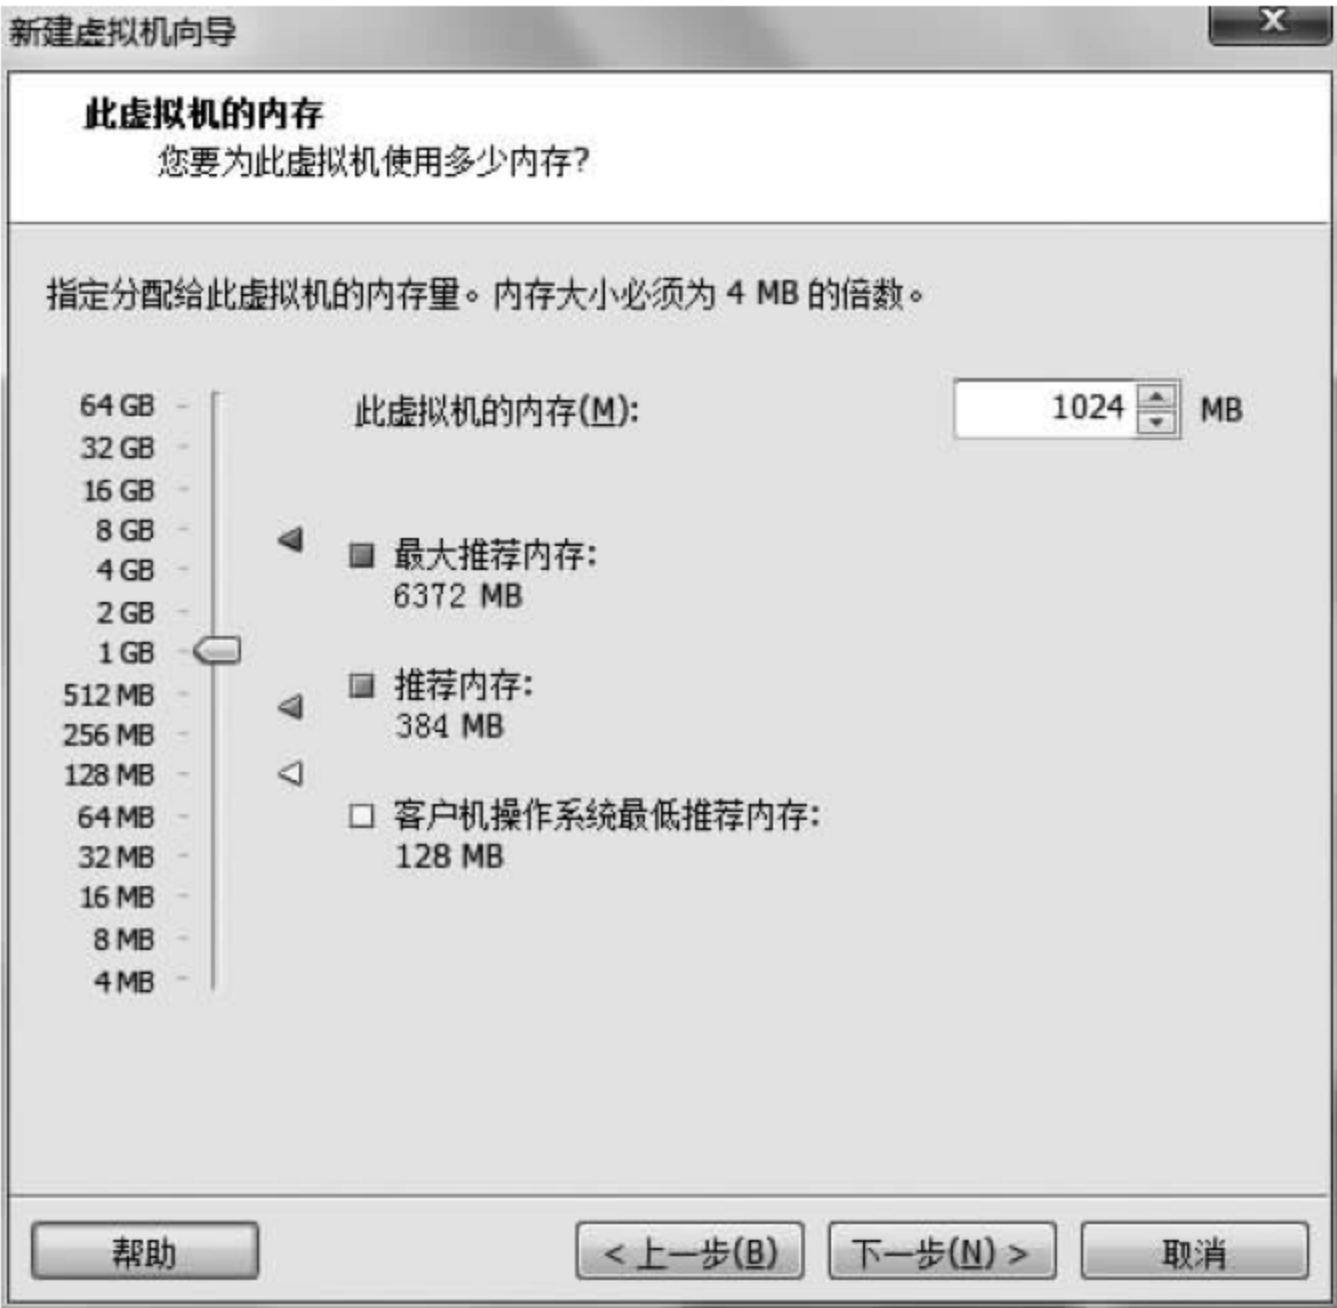 新建虚拟机向导
x
此虚拟机的内存
您要为此虚拟机使用多少内存?
指定分配给此虚拟机的内存量。内存大小必须为 4 MB 的倍数。
64 GB
32 GB
16 GB
8 GB
4 GB
2 GB
1 GB
512 MB
256 MB
128 MB
64 MB
32 MB
16 MB
8 MB
4 MB
此虚拟机的内存(M):
1024 MB
最大推荐内存:
6372 MB
推荐内存:
384 MB
客户机操作系统最低推荐内存:
128 MB
帮助
< 上一步(B)
下一步(N) >
取消